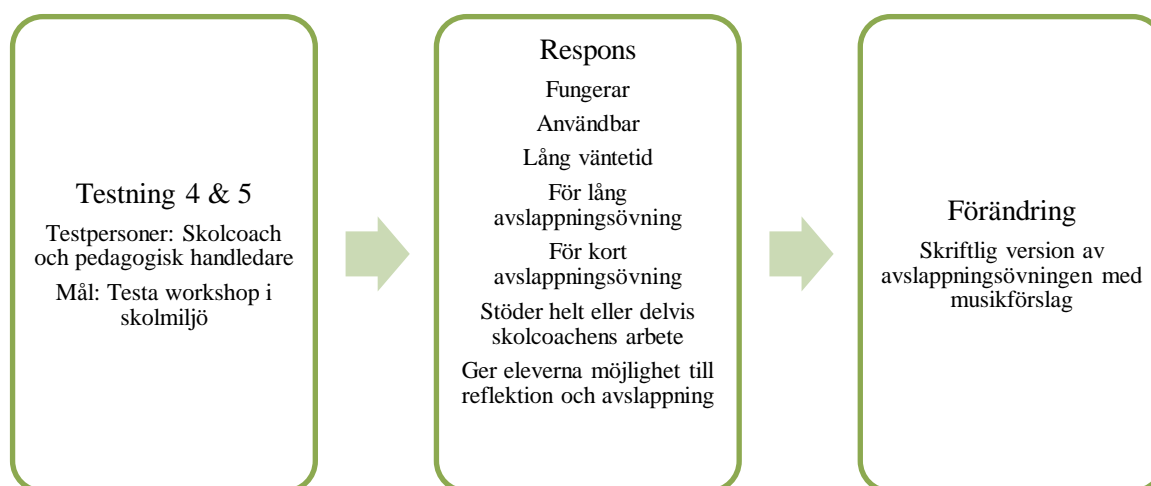 Testning 4 & 5
Testpersoner: Skolcoach
och pedagogisk handledare
Mål: Testa workshop i
skolmiljö
Respons
Fungerar
Användbar
Lång väntetid
För lång
avslappningsövning
För kort
avslappningsövning
Stöder helt eller delvis
skolcoachens arbete
Ger eleverna möjlighet till
reflektion och avslappning
Förändring
Skriftlig version av
avslappningsövningen med
musikförslag